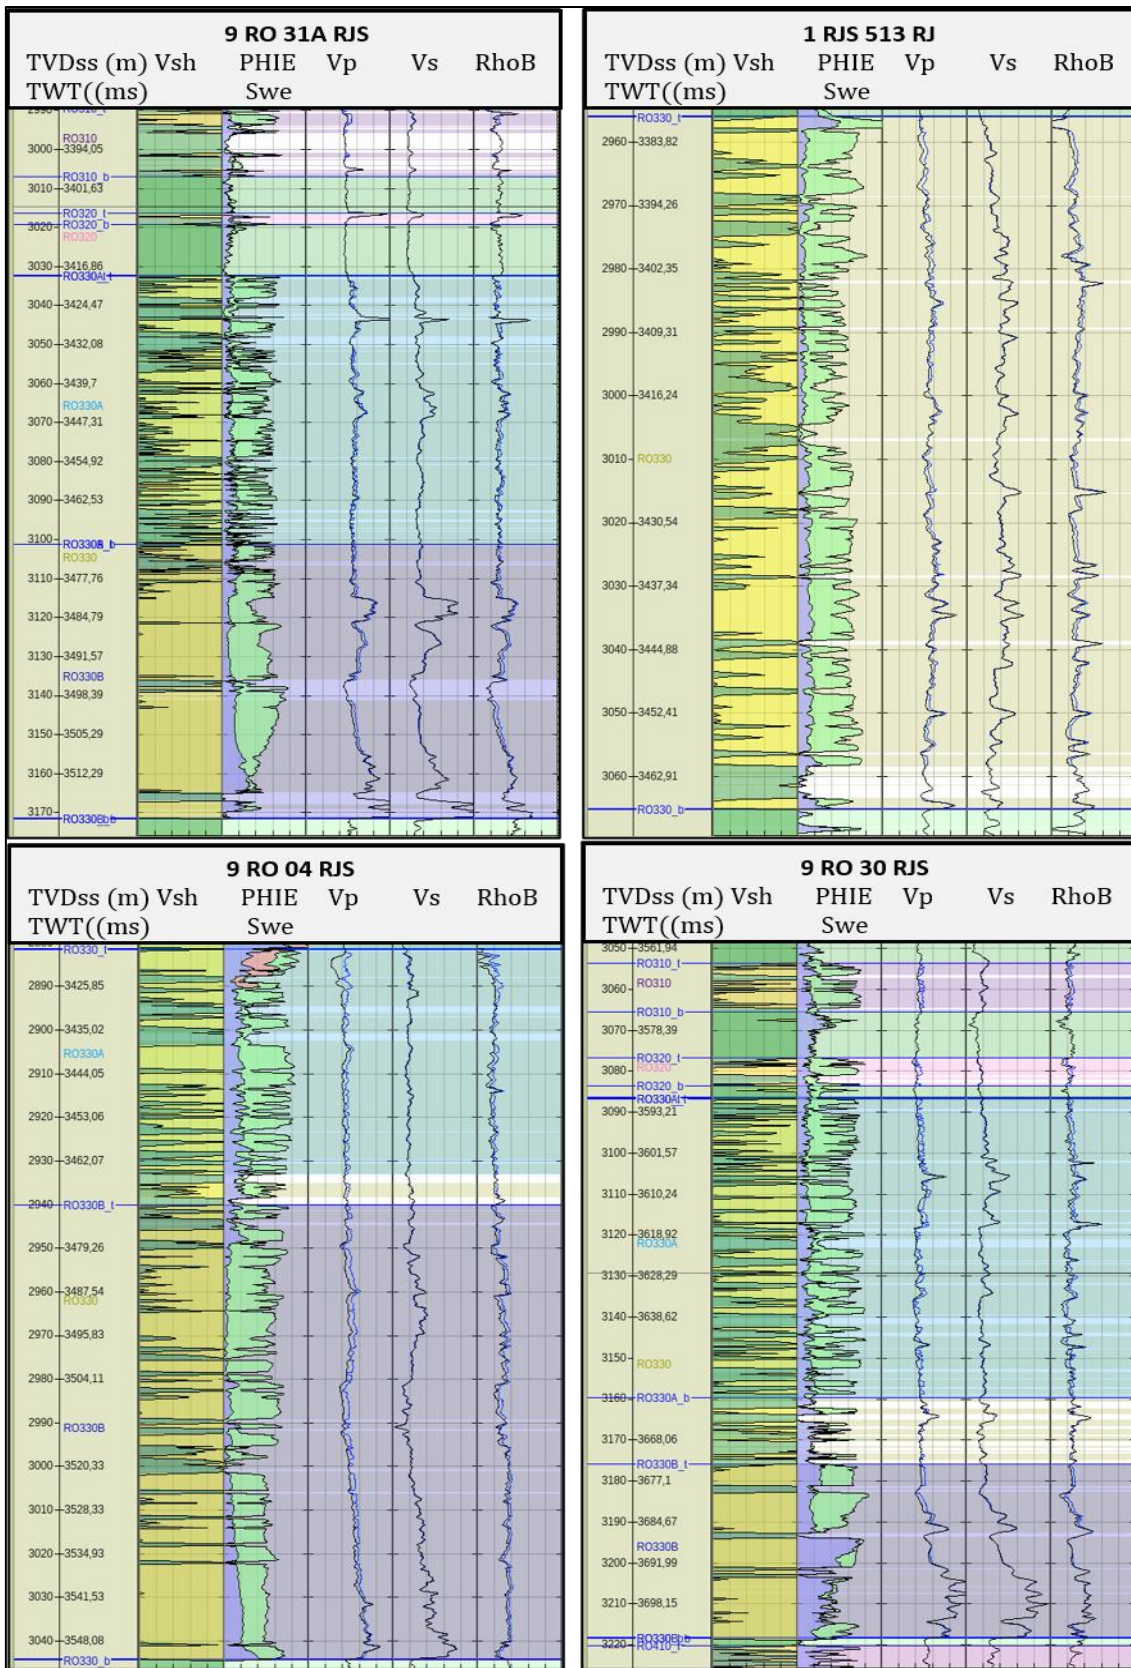 9 RO 31A RJS
TVDss (m) Vsh PHIE Vp Vs RhoB
TWT((ms) Swe
RO310
3000 3394,05
RO310_b
3010 3401,63
RO320_t
RO320_b
3020
RO320
3030 3416,86
3040 3424,47
3050 3432,08
3060 3439,7
RO330A
3070 3447,31
3080 3454,92
3090 3462,53
3100
RO330
3110 3477,76
3120 3484,79
3130 3491,57
RO330B
3140 3498,39
3150 3505,29
3160 3512,29
3170
1 RJS 513 RJ
TVDss (m) Vsh PHIE Vp Vs RhoB
TWT((ms) Swe
RO330_t
2960 3383,82
2970 3394,26
2980 3402,35
2990 3409,31
3000 3416,24
3010
RO330
3020 3430,54
3030 3437,34
3040 3444,88
3050 3452,41
3060 3462,91
RO330_b
9 RO 04 RJS
TVDss (m) Vsh PHIE Vp Vs RhoB
TWT((ms) Swe
RO330_t
2890 3425,85
2900 3435,02
RO330A
2910 3444,05
2920 3453,06
2930 3462,07
2940 RO330B_t
2950 3479,26
2960 3487,54
RO330
2970 3495,83
2980 3504,11
2990
RO330B
3000 3520,33
3010 3528,33
3020 3534,93
3030 3541,53
3040 3548,08
RO330_b
9 RO 30 RJS
TVDss (m) Vsh PHIE Vp Vs RhoB
TWT((ms) Swe
3050 3561,94
RO310_t
RO310
3060
RO310_b
3070 3578,39
RO320_t
RO320
3080
RO320_b
3090 3593,21
3100 3601,57
3110 3610,24
3120 3618,92
RO330A
3130 3628,29
3140 3638,62
3150
RO330
3160 RO330A_b
3170 3668,06
RO330B_t
3180 3677,1
3190 3684,67
RO330B
3200 3691,99
3210 3698,15
3220
RO410_t